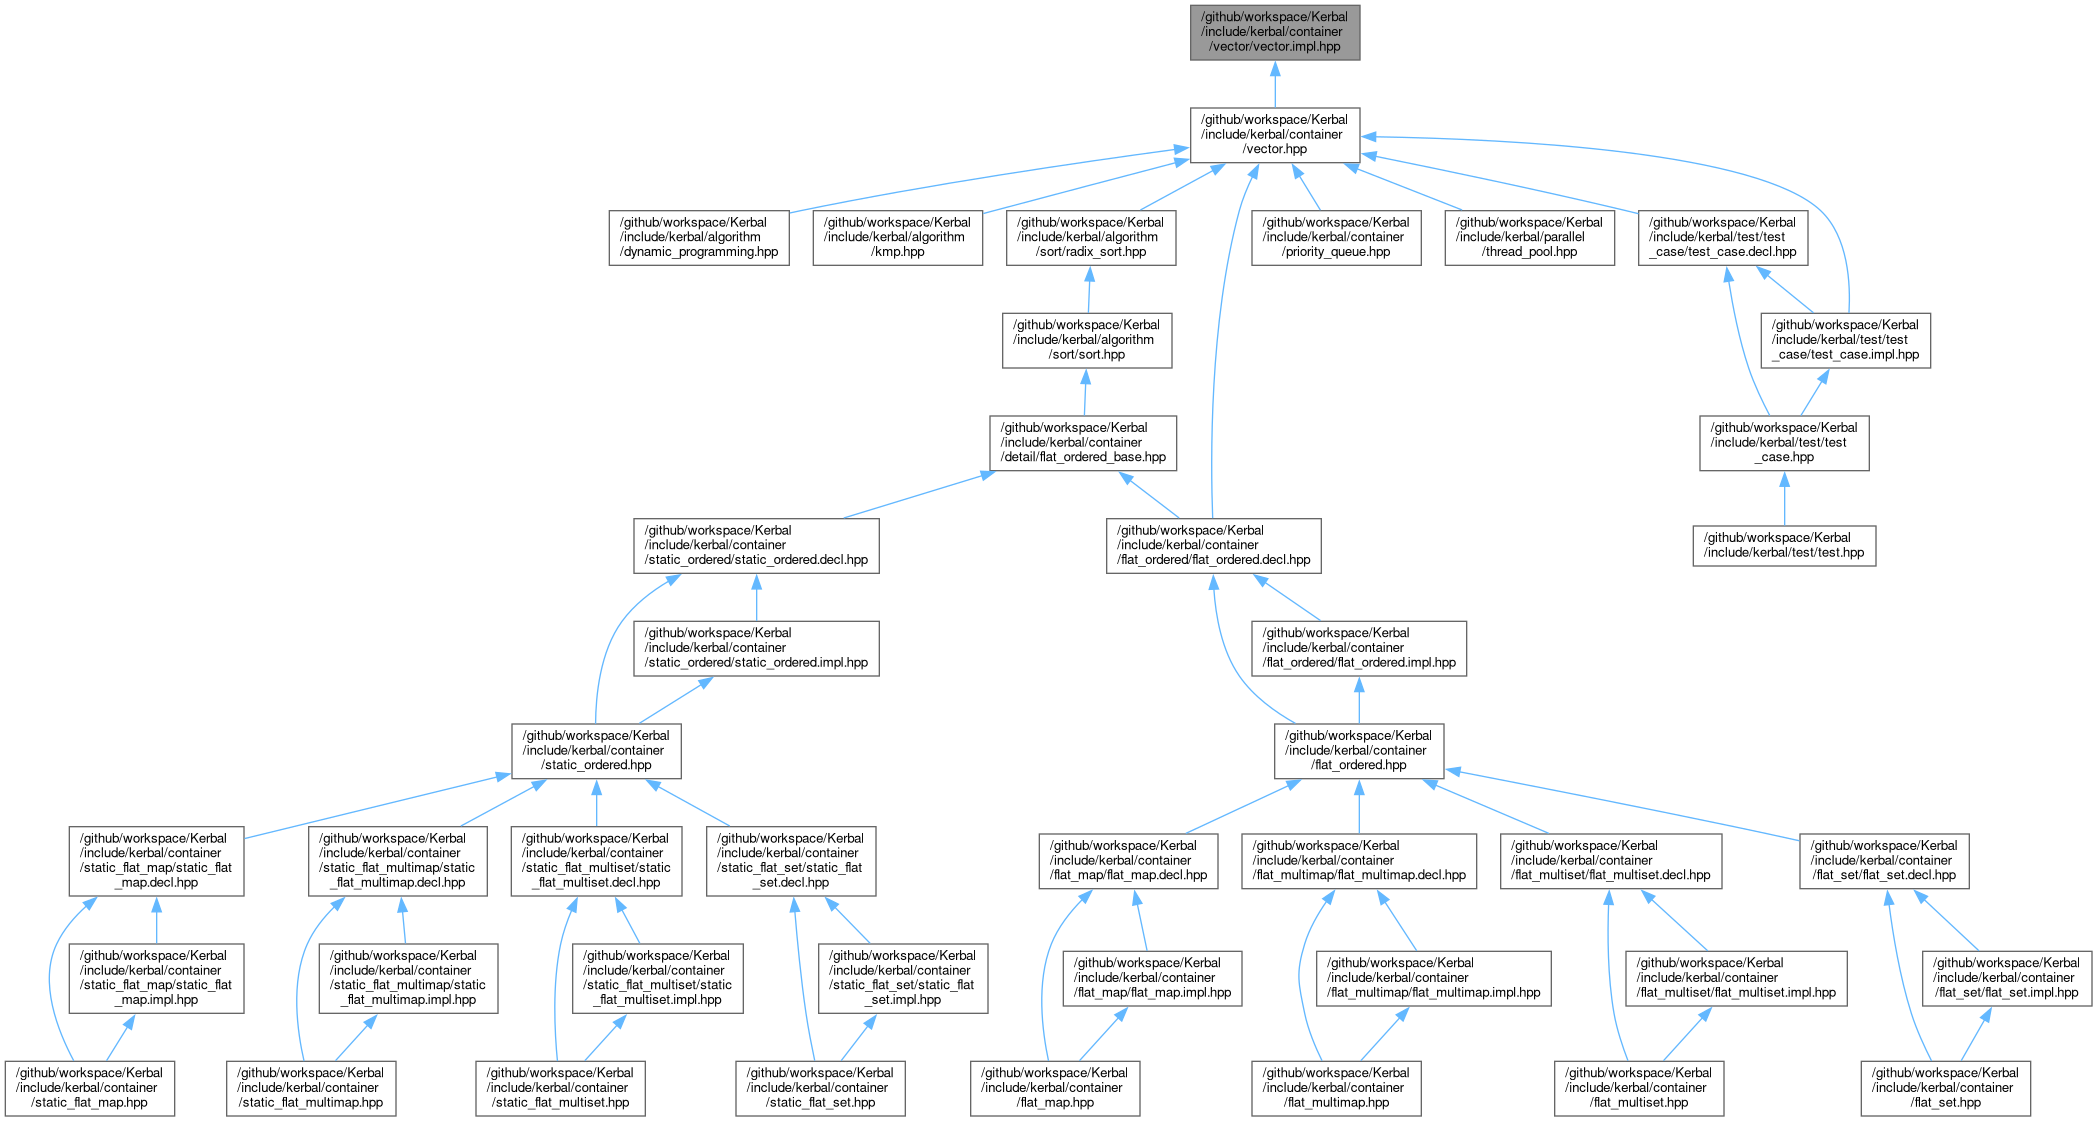 /github/workspace/Kerbal
/include/kerbal/container
/vector/vector.impl.hpp
/github/workspace/Kerbal
/include/kerbal/container
/vector.hpp
/github/workspace/Kerbal
/include/kerbal/algorithm
/dynamic_programming.hpp
/github/workspace/Kerbal
/include/kerbal/algorithm
/kmp.hpp
/github/workspace/Kerbal
/include/kerbal/algorithm
/sort/radix_sort.hpp
/github/workspace/Kerbal
/include/kerbal/container
/priority_queue.hpp
/github/workspace/Kerbal
/include/kerbal/parallel
/thread_pool.hpp
/github/workspace/Kerbal
/include/kerbal/test/test
_case/test_case.decl.hpp
/github/workspace/Kerbal
/include/kerbal/algorithm
/sort/sort.hpp
/github/workspace/Kerbal
/include/kerbal/test/test
_case/test_case.impl.hpp
/github/workspace/Kerbal
/include/kerbal/container
/detail/flat_ordered_base.hpp
/github/workspace/Kerbal
/include/kerbal/test/test
_case.hpp
/github/workspace/Kerbal
/include/kerbal/container
/static_ordered/static_ordered.decl.hpp
/github/workspace/Kerbal
/include/kerbal/container
/flat_ordered/flat_ordered.decl.hpp
/github/workspace/Kerbal
/include/kerbal/test/test.hpp
/github/workspace/Kerbal
/include/kerbal/container
/static_ordered/static_ordered.impl.hpp
/github/workspace/Kerbal
/include/kerbal/container
/flat_ordered/flat_ordered.impl.hpp
/github/workspace/Kerbal
/include/kerbal/container
/static_ordered.hpp
/github/workspace/Kerbal
/include/kerbal/container
/flat_ordered.hpp
/github/workspace/Kerbal
/include/kerbal/container
/static_flat_map/static_flat
_map.decl.hpp
/github/workspace/Kerbal
/include/kerbal/container
/static_flat_multimap/static
_flat_multimap.decl.hpp
/github/workspace/Kerbal
/include/kerbal/container
/static_flat_multiset/static
_flat_multiset.decl.hpp
/github/workspace/Kerbal
/include/kerbal/container
/static_flat_set/static_flat
_set.decl.hpp
/github/workspace/Kerbal
/include/kerbal/container
/flat_map/flat_map.decl.hpp
/github/workspace/Kerbal
/include/kerbal/container
/flat_multimap/flat_multimap.decl.hpp
/github/workspace/Kerbal
/include/kerbal/container
/flat_multiset/flat_multiset.decl.hpp
/github/workspace/Kerbal
/include/kerbal/container
/flat_set/flat_set.decl.hpp
/github/workspace/Kerbal
/include/kerbal/container
/static_flat_map/static_flat
_map.impl.hpp
/github/workspace/Kerbal
/include/kerbal/container
/static_flat_multimap/static
_flat_multimap.impl.hpp
/github/workspace/Kerbal
/include/kerbal/container
/static_flat_multiset/static
_flat_multiset.impl.hpp
/github/workspace/Kerbal
/include/kerbal/container
/static_flat_set/static_flat
_set.impl.hpp
/github/workspace/Kerbal
/include/kerbal/container
/flat_map/flat_map.impl.hpp
/github/workspace/Kerbal
/include/kerbal/container
/flat_multimap/flat_multimap.impl.hpp
/github/workspace/Kerbal
/include/kerbal/container
/flat_multiset/flat_multiset.impl.hpp
/github/workspace/Kerbal
/include/kerbal/container
/flat_set/flat_set.impl.hpp
/github/workspace/Kerbal
/include/kerbal/container
/static_flat_map.hpp
/github/workspace/Kerbal
/include/kerbal/container
/static_flat_multimap.hpp
/github/workspace/Kerbal
/include/kerbal/container
/static_flat_multiset.hpp
/github/workspace/Kerbal
/include/kerbal/container
/static_flat_set.hpp
/github/workspace/Kerbal
/include/kerbal/container
/flat_map.hpp
/github/workspace/Kerbal
/include/kerbal/container
/flat_multimap.hpp
/github/workspace/Kerbal
/include/kerbal/container
/flat_multiset.hpp
/github/workspace/Kerbal
/include/kerbal/container
/flat_set.hpp